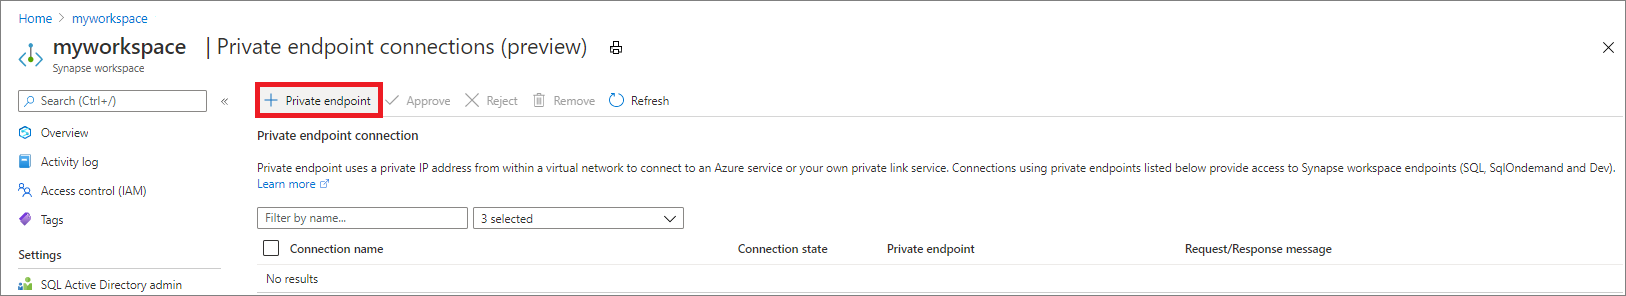 Home > myworkspace
myworkspace | Private endpoint connections (preview)
Synapse workspace
Search (Ctrl+/) «
Overview
Activity log
Access control (IAM)
Tags
Settings
SQL Active Directory admin
+ Private endpoint Approve Reject Remove Refresh
Private endpoint connection
Private endpoint uses a private IP address from within a virtual network to connect to an Azure service or your own private link service. Connections using private endpoints listed below provide access to Synapse workspace endpoints (SQL, SqlOndemand and Dev).
Learn more
Filter by name... 3 selected
Connection name Connection state Private endpoint Request/Response message
No results